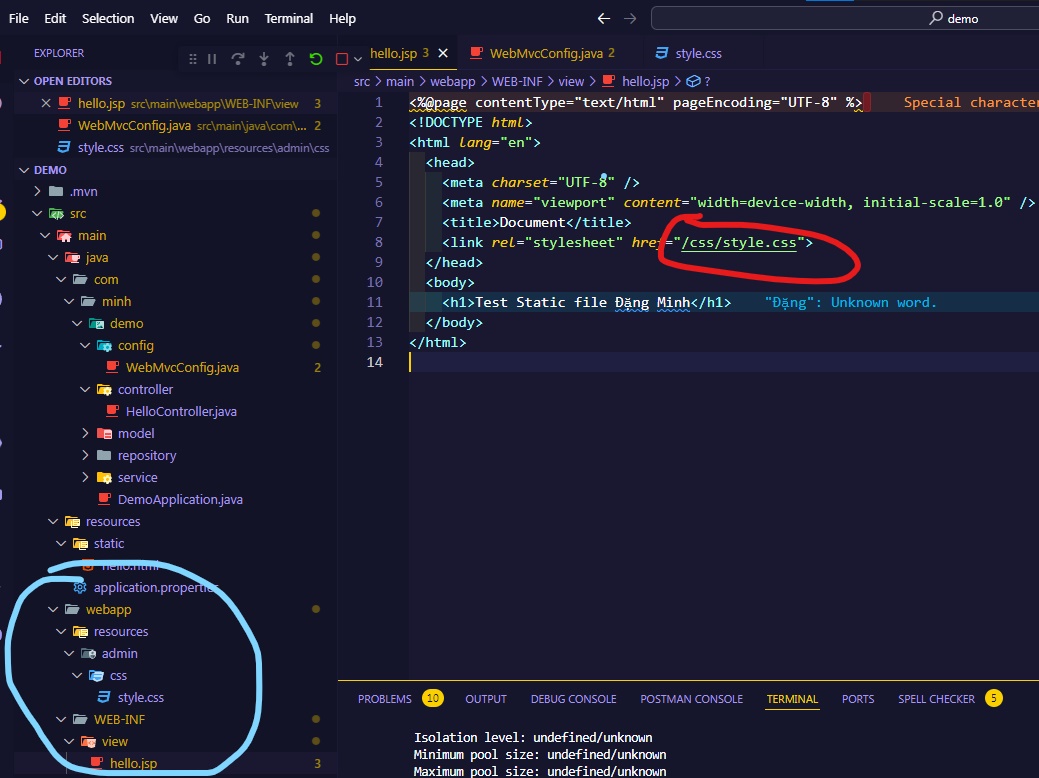 File Edit Selection View Go Run Terminal Help
demo
EXPLORER
hello.jsp 3
WebMvcConfig.java 2
style.css
src > main > webapp > WEB-INF > view > hello.jsp > ?
OPEN EDITORS
hello.jsp src\main\webapp\WEB-INF\view 3
WebMvcConfig.java src\main\java\com\... 2
style.css src\main\webapp\resources\admin\css
DEMO
.mvn
src
main
java
com
minh
demo
config
WebMvcConfig.java 2
controller
HelloController.java
model
repository
service
DemoApplication.java
resources
static
hello.html
application.properties
webapp
resources
admin
css
style.css
WEB-INF
view
hello.jsp 3
1 <%@page contentType="text/html" pageEncoding="UTF-8" %> Special character
2 <!DOCTYPE html>
3 <html lang="en">
4 <head>
5 <meta charset="UTF-8" />
6 <meta name="viewport" content="width=device-width, initial-scale=1.0" />
7 <title>Document</title>
8 <link rel="stylesheet" href="/css/style.css">
9 </head>
10 <body>
11 <h1>Test Static file Đặng Minh</h1> "Đặng": Unknown word.
12 </body>
13 </html>
14
PROBLEMS 10 OUTPUT DEBUG CONSOLE POSTMAN CONSOLE TERMINAL PORTS SPELL CHECKER 5
Isolation level: undefined/unknown
Minimum pool size: undefined/unknown
Maximum pool size: undefined/unknown